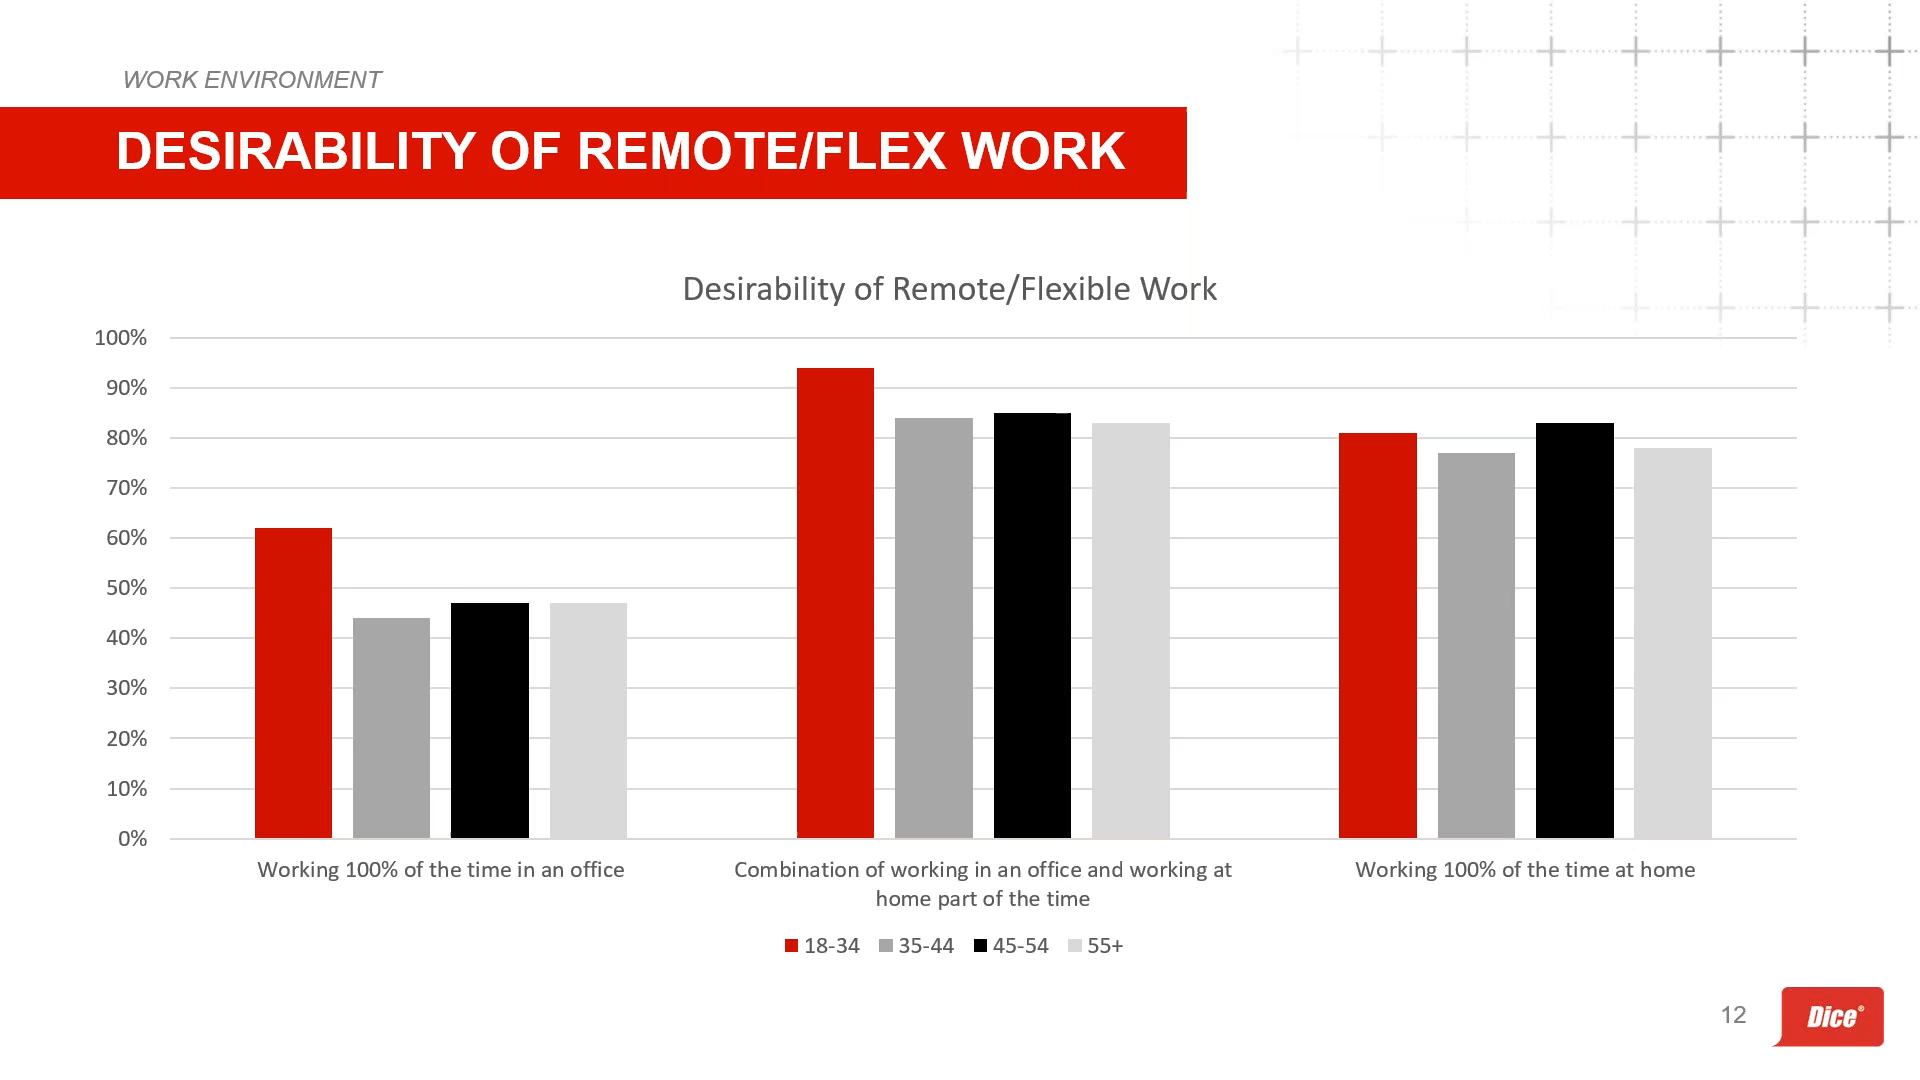 WORK ENVIRONMENT
DESIRABILITY OF REMOTE/FLEX WORK
Desirability of Remote/Flexible Work
100%
90%
80%
70%
60%
50%
40%
30%
20%
10%
0%
Working 100% of the time in an office
Combination of working in an office and working at
home part of the time
Working 100% of the time at home
18-34 35-44 45-54 55+
12
Dice®